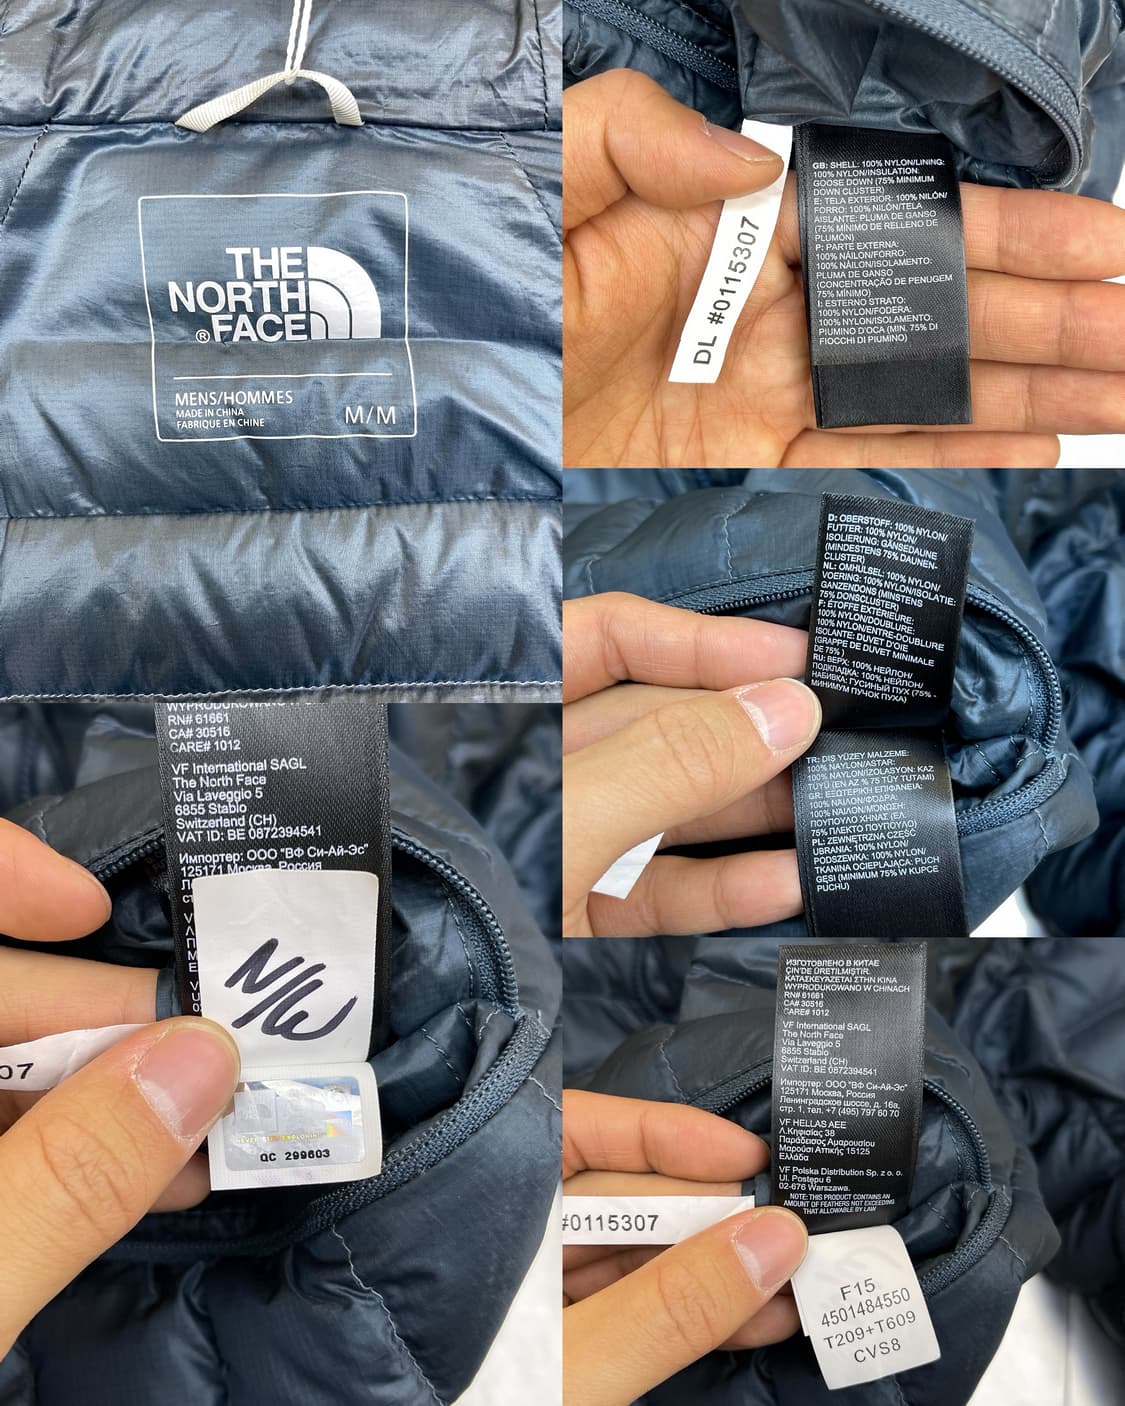 THE
NORTH
FACE
®
MENS/HOMMES
MADE IN CHINA
FABRIQUE EN CHINE
M/M
DL #0115307
GB: SHELL: 100% NYLON/LINING:
100% NYLON/INSULATION:
GOOSE DOWN (75% MINIMUM
DOWN CLUSTER)
E: TELA EXTERIOR: 100% NILÓN/
FORRO: 100% NILÓN/TELA
AISLANTE: PLUMA DE GANSO
(75% MÍNIMO DE RELLENO DE
PLUMÓN)
P: PARTE EXTERNA:
100% NÁILON/FORRO:
100% NÁILON/ISOLAMENTO:
PLUMA DE GANSO
(CONCENTRAÇÃO DE PENUGEM
75% MÍNIMO)
I: ESTERNO STRATO:
100% NYLON/FODERA:
100% NYLON/ISOLAMENTO:
PIUMINO D'OCA (MIN. 75% DI
FIOCCHI DI PIUMINO)
D: OBERSTOFF: 100% NYLON/
FUTTER: 100% NYLON/
ISOLIERUNG: GÄNSEDAUNE
(MINDESTENS 75% DAUNEN-
CLUSTER)
NL: OMHULSEL: 100% NYLON/
VOERING: 100% NYLON/ISOLATIE:
GANZENDONS (MINSTENS
75% DONSCLUSTER)
F: ÉTOFFE EXTÉRIEURE:
100% NYLON/DOUBLURE:
100% NYLON/ENTRE-DOUBLURE
ISOLANTE: DUVET D'OIE
(GRAPPE DE DUVET MINIMALE
DE 75% )
RU: ВЕРХ: 100% НЕЙЛОН/
ПОДКЛАДКА: 100% НЕЙЛОН/
НАБИВКА: ГУСИНЫЙ ПУХ (75% -
МИНИМУМ ПУЧОК ПУХА)
TR: DIŞ YÜZEY MALZEME:
100% NAYLON/ASTAR:
100% NAYLON/İZOLASYON: KAZ
TÜYÜ (EN AZ % 75 TÜY TUTAMI)
GR: ΕΞΩΤΕΡΙΚΗ ΕΠΙΦΑΝΕΙΑ:
100% ΝΑΙΛΟΝ/ΦΟΔΡΑ:
100% ΝΑΙΛΟΝ/ΜΟΝΩΣΗ:
ΠΟΥΠΟΥΛΟ ΧΗΝΑΣ (ΕΛ.
75% ΠΛΕΚΤΟ ΠΟΥΠΟΥΛΟ)
PL: ZEWNĘTRZNA CZĘŚĆ
UBRANIA: 100% NYLON/
PODSZEWKA: 100% NYLON/
TKANINA OCIEPLAJĄCA: PUCH
GĘSI (MINIMUM 75% W KUPCE
PUCHU)
WYPRODUKOWANO W CHINACH
RN# 61661
CA# 30516
CARE# 1012
VF International SAGL
The North Face
Via Laveggio 5
6855 Stabio
Switzerland (CH)
VAT ID: BE 0872394541
Импортер: ООО "ВФ Си-Ай-Эс"
125171 Москва, Россия
07
N/W
NEVER STOP EXPLORING
QC 299603
ИЗГОТОВЛЕНО В КИТАЕ
ÇIN'DE ÜRETILMIŞTIR.
ΚΑΤΑΣΚΕΥΑΖΕΤΑΙ ΣΤΗΝ ΚΙΝΑ
WYPRODUKOWANO W CHINACH
RN# 61661
CA# 30516
CARE# 1012
VF International SAGL
The North Face
Via Laveggio 5
6855 Stabio
Switzerland (CH)
VAT ID: BE 0872394541
Импортер: ООО "ВФ Си-Ай-Эс"
125171 Москва, Россия
Ленинградское шоссе, д. 16а,
стр. 1, тел. +7 (495) 797 60 70
VF HELLAS AEE
Λ.Κηφισίας 38
Παράδεισος Αμαρουσίου
Μαρούσι Αττικής 15125
Ελλάδα
VF Polska Distribution Sp. z o. o.
Ul. Postępu 6
02-676 Warszawa.
NOTE: THIS PRODUCT CONTAINS AN
AMOUNT OF FEATHERS NOT EXCEEDING
THAT ALLOWABLE BY LAW
#0115307
F15
4501484550
T209+T609
CVS8